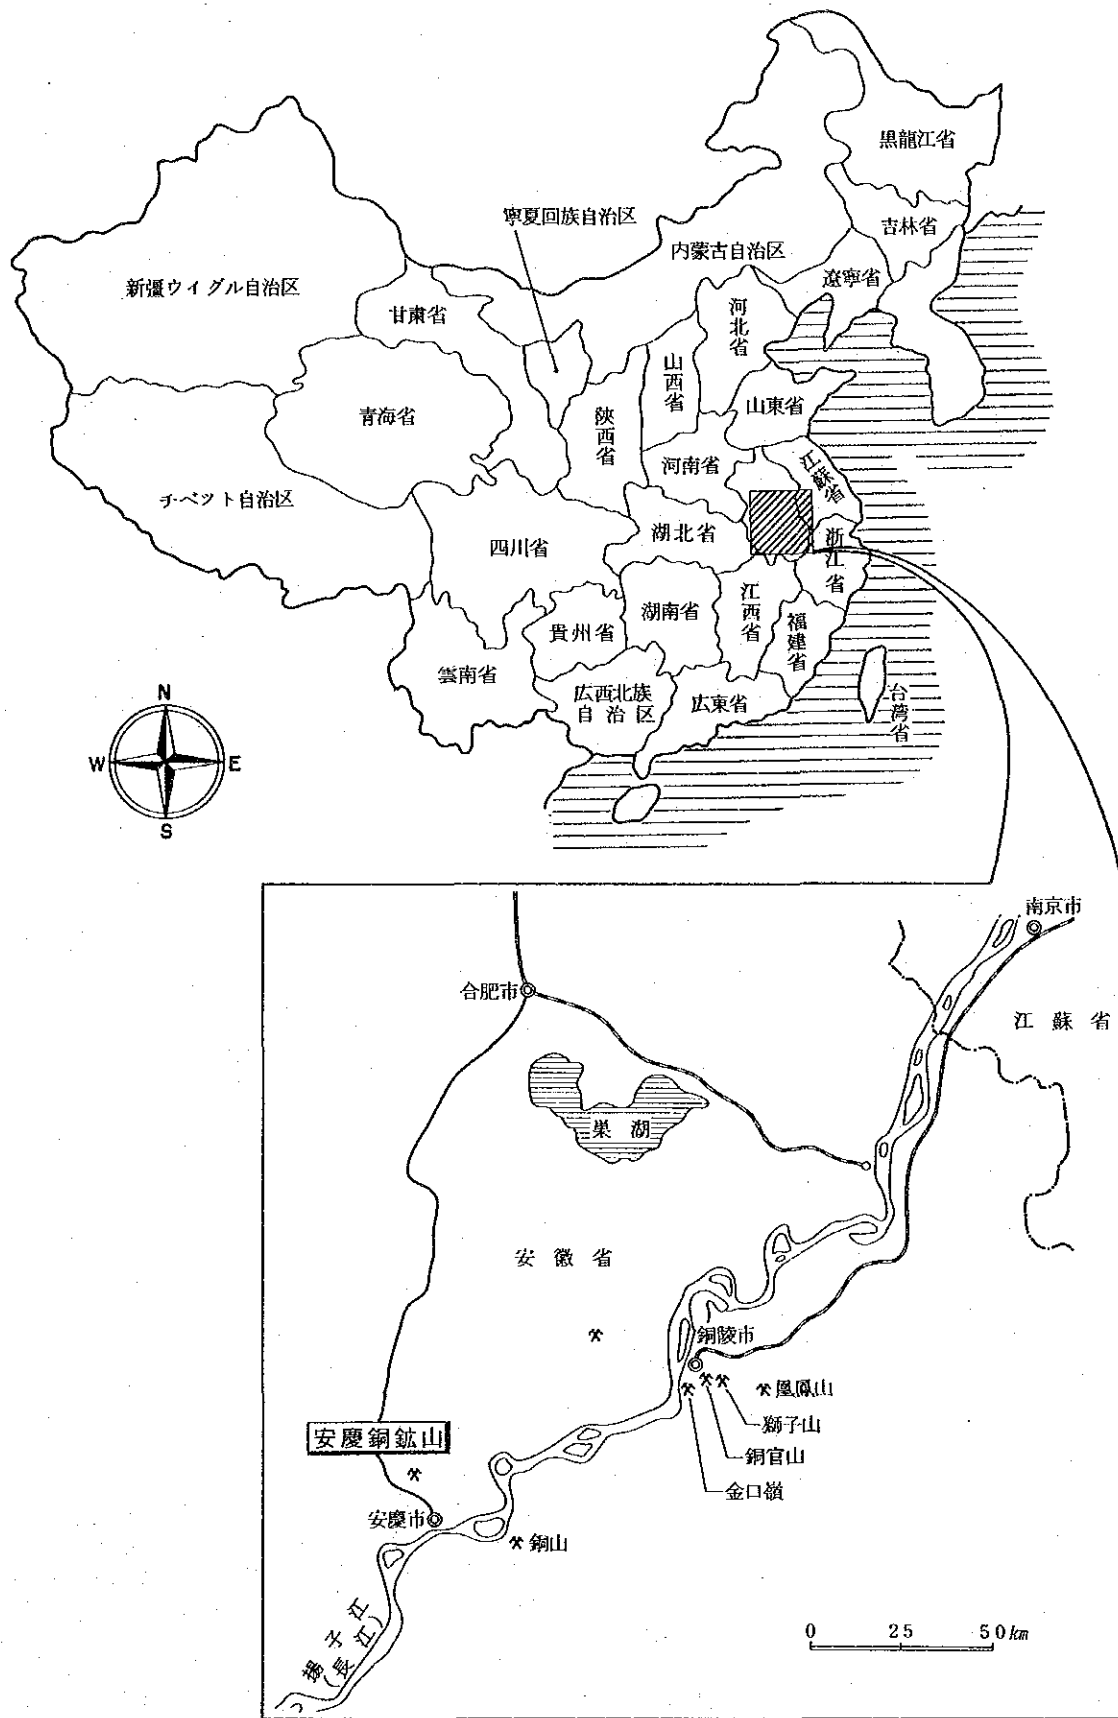 黒龍江省
吉林省
寧夏回族自治区
内蒙古自治区
遼寧省
新彊ウイグル自治区
甘粛省
河北省
山西省
山東省
青海省
陝西省
河南省
江蘇省
チベット自治区
四川省
湖北省
浙江省
湖南省
江西省
貴州省
福建省
雲南省
広西北族
自治区
広東省
台湾省
N
W
E
S
南京市
合肥市
江蘇省
巣湖
安徽省
銅陵市
鳳凰山
獅子山
安慶銅鉱山
銅官山
金口嶺
安慶市
銅山
揚子江
(長江)
0 25 50km